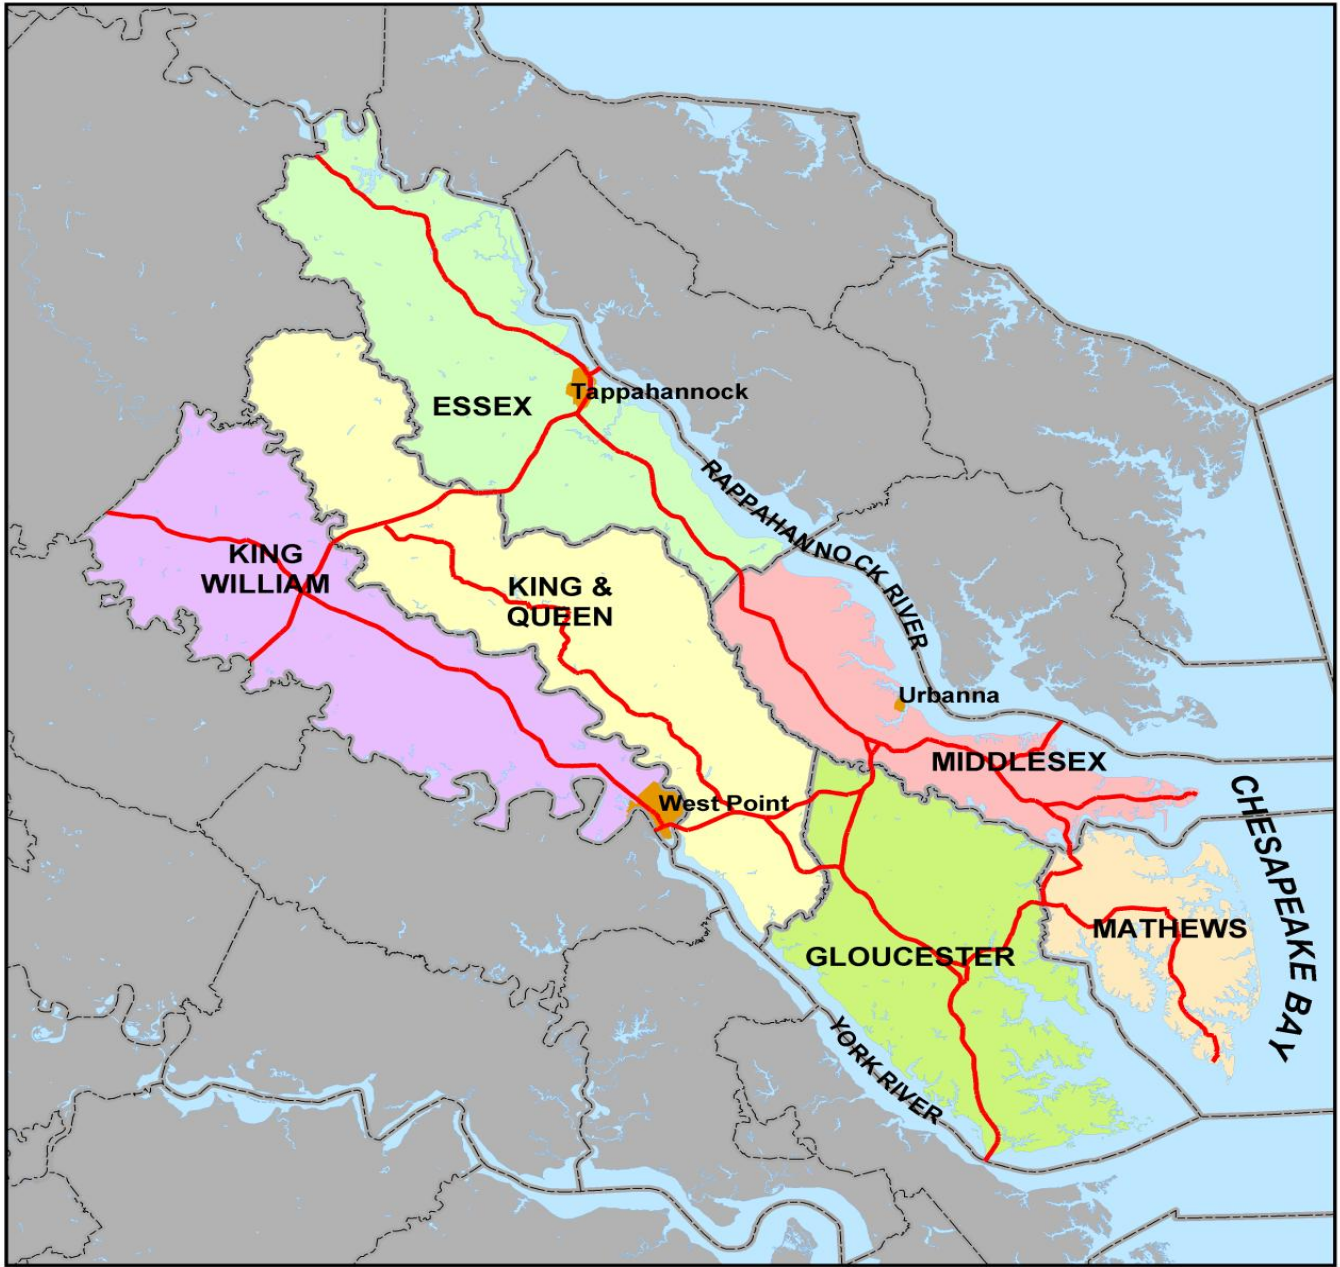 ESSEX
Tappahannock
RAPPAHANNOCK RIVER
KING
WILLIAM
KING &
QUEEN
Urbanna
MIDDLESEX
West Point
CHESAPEAKE BAY
MATHEWS
GLOUCESTER
YORK RIVER